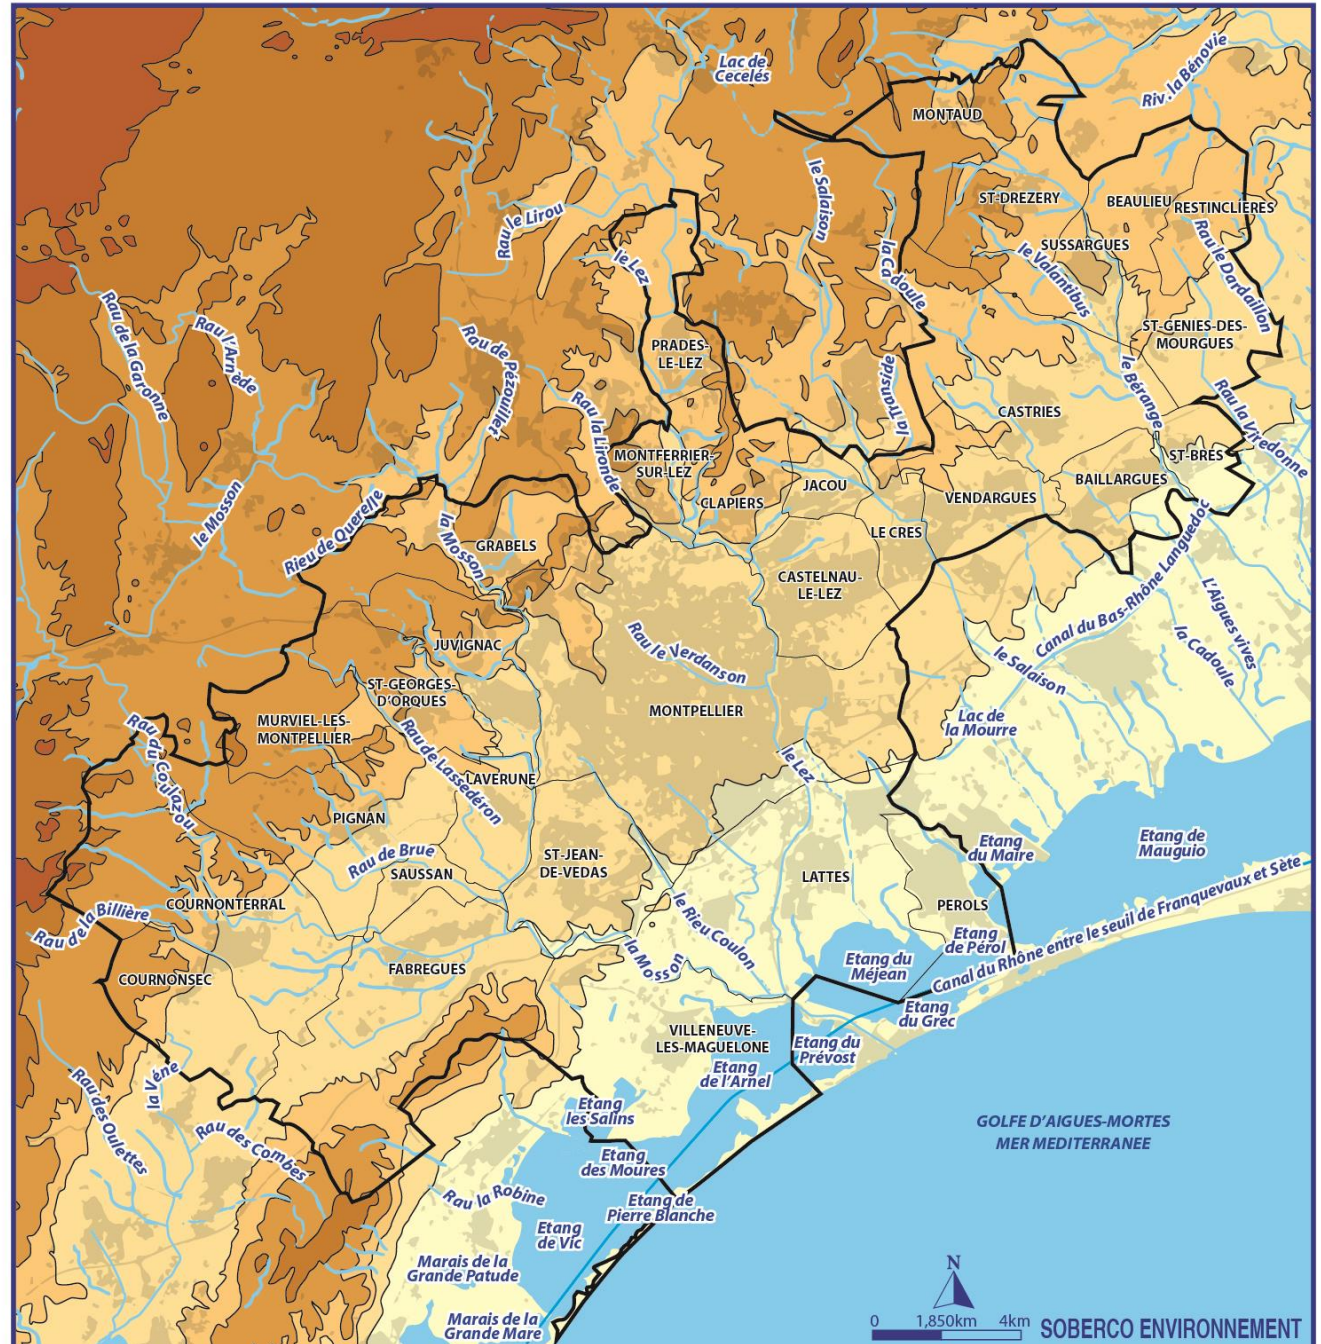 Lac de
Cecelés
MONTAUD
Riv. la Bénovie
le Salaison
ST-DREZERY
BEAULIEU
RESTINCLIÈRES
Rau le Lirou
SUSSARGUES
le Lez
la Cadoule
le Valantibus
Rau le Dardaillon
Rau de la Garonne
Rau l'Arnède
Rau de Pézouillet
PRADES-
LE-LEZ
ST-GENIES-DES-
MOURGUES
la Transide
le Bérange
Rau la Lironde
CASTRIES
Rau la Viredonne
MONTFERRIER-
SUR-LEZ
ST-BRES
JACOU
BAILLARGUES
CLAPIERS
VENDARGUES
le Mosson
Rieu de Querelle
la Mosson
LE CRES
GRABELS
CASTELNAU-
LE-LEZ
Canal du Bas-Rhône Languedoc
L'Aigues vives
la Cadoule
JUVIGNAC
Rau le Verdanson
le Salaison
ST-GEORGES-
D'ORQUES
MONTPELLIER
MURVIEL-LES-
MONTPELLIER
Lac de
la Mourre
Rau du Coulazou
Rau de Lassedéron
le Lez
LAVERUNE
PIGNAN
Etang de
Mauguio
Etang
du Maire
Rau de Brue
ST-JEAN-
DE-VEDAS
SAUSSAN
LATTES
COURNONTERRAL
PEROLS
Rau de la Billière
le Rieu Coulon
Canal du Rhône entre le seuil de Franquevaux et Sète
Etang
de Pérol
la Mosson
Etang du
Méjean
FABREGUES
COURNONSEC
Etang
du Grec
VILLENEUVE-
LES-MAGUELONE
Etang du
Prévost
Etang
de l'Arnel
Rau des Oulettes
la Vène
Etang
les Salins
Rau des Combes
GOLFE D'AIGUES-MORTES
MER MEDITERRANEE
Etang
des Moures
Rau la Robine
Etang de
Pierre Blanche
Etang
de Vic
Marais de la
Grande Patude
Marais de la
Grande Mare
N
0 1,850km 4km
SOBERCO ENVIRONNEMENT